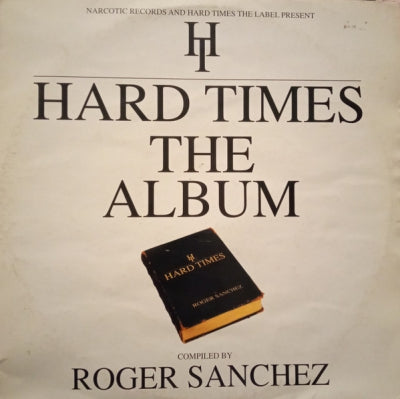 NARCOTIC RECORDS AND HARD TIMES THE LABEL PRESENT
HT
HARD TIMES
THE
ALBUM
HT
HARD TIMES
ROGER SANCHEZ
COMPILED BY
ROGER SANCHEZ